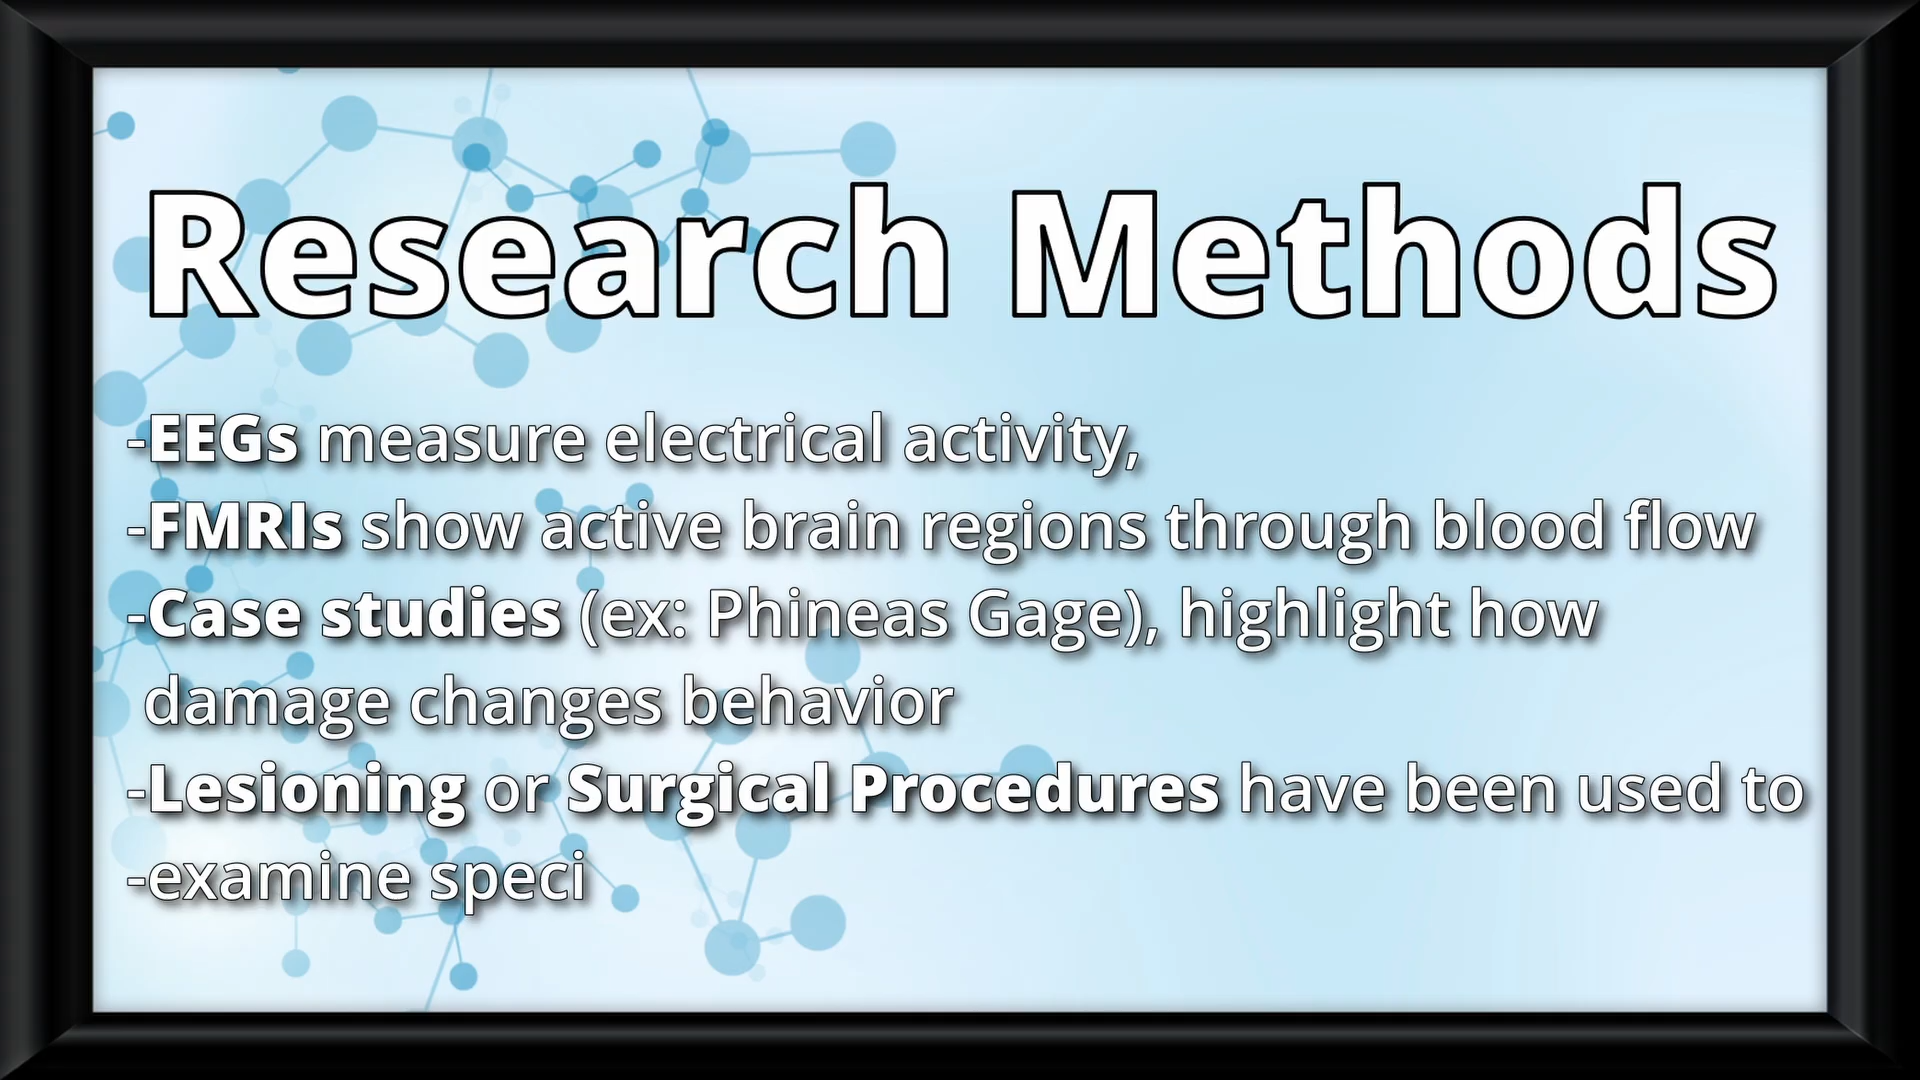 Research Methods
-EEGs measure electrical activity,
-FMRIs show active brain regions through blood flow
-Case studies (ex: Phineas Gage), highlight how
damage changes behavior
-Lesioning or Surgical Procedures have been used to
-examine speci